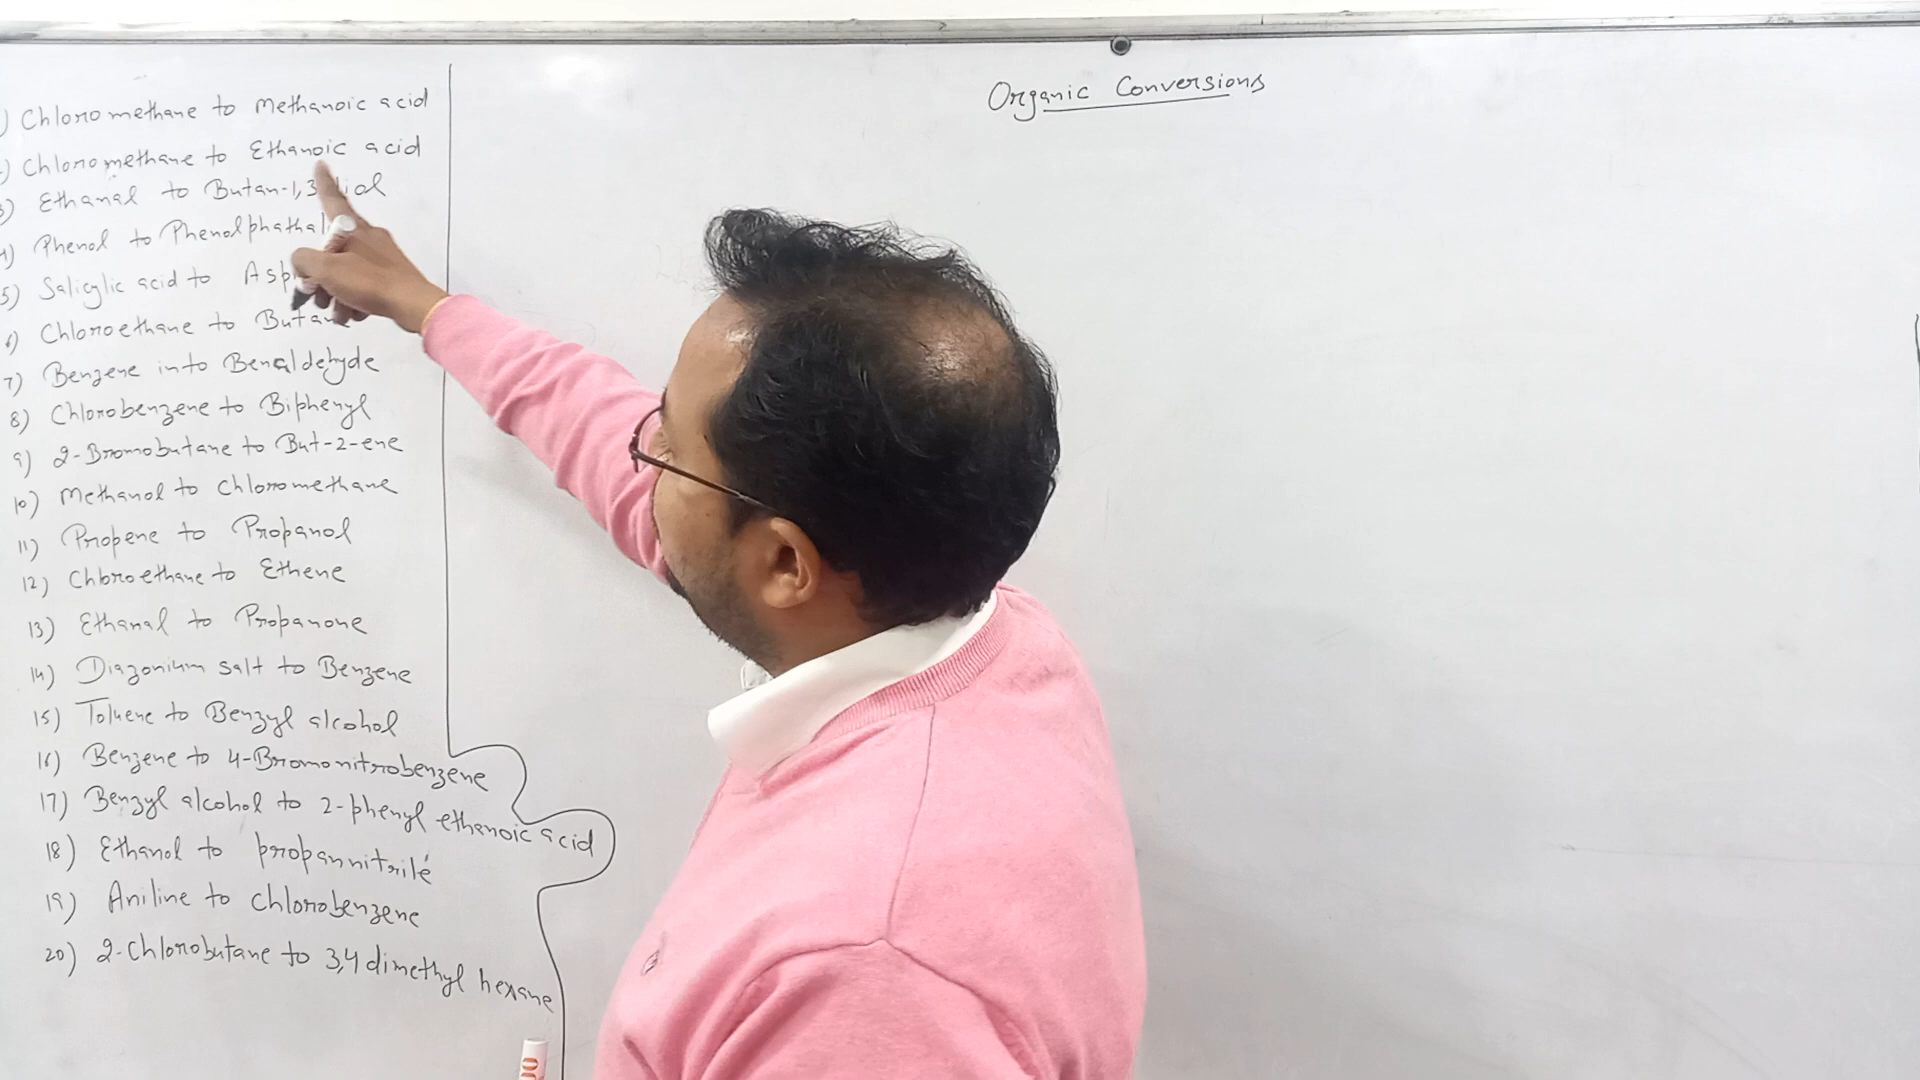 Organic Conversions
) Chloromethane to Methanoic acid
) Chloromethane to Ethanoic acid
3) Ethanal to Butan-1,3 diol
4) Phenol to Phenolphathal
5) Salicylic acid to Asp
6) Chloroethane to Butane
7) Benzene into Benaldehyde
8) Chlorobenzene to Biphenyl
9) 2-Bromobutane to But-2-ene
10) Methanol to chloromethane
11) Propene to Propanol
12) Chloroethane to Ethene
13) Ethanal to Propanone
14) Diazonium salt to Benzene
15) Toluene to Benzyl alcohol
16) Benzene to 4-Bromonitrobenzene
17) Benzyl alcohol to 2-phenyl ethanoic acid
18) Ethanol to propannitrile
19) Aniline to chlorobenzene
20) 2-Chlorobutane to 3,4 dimethyl hexane